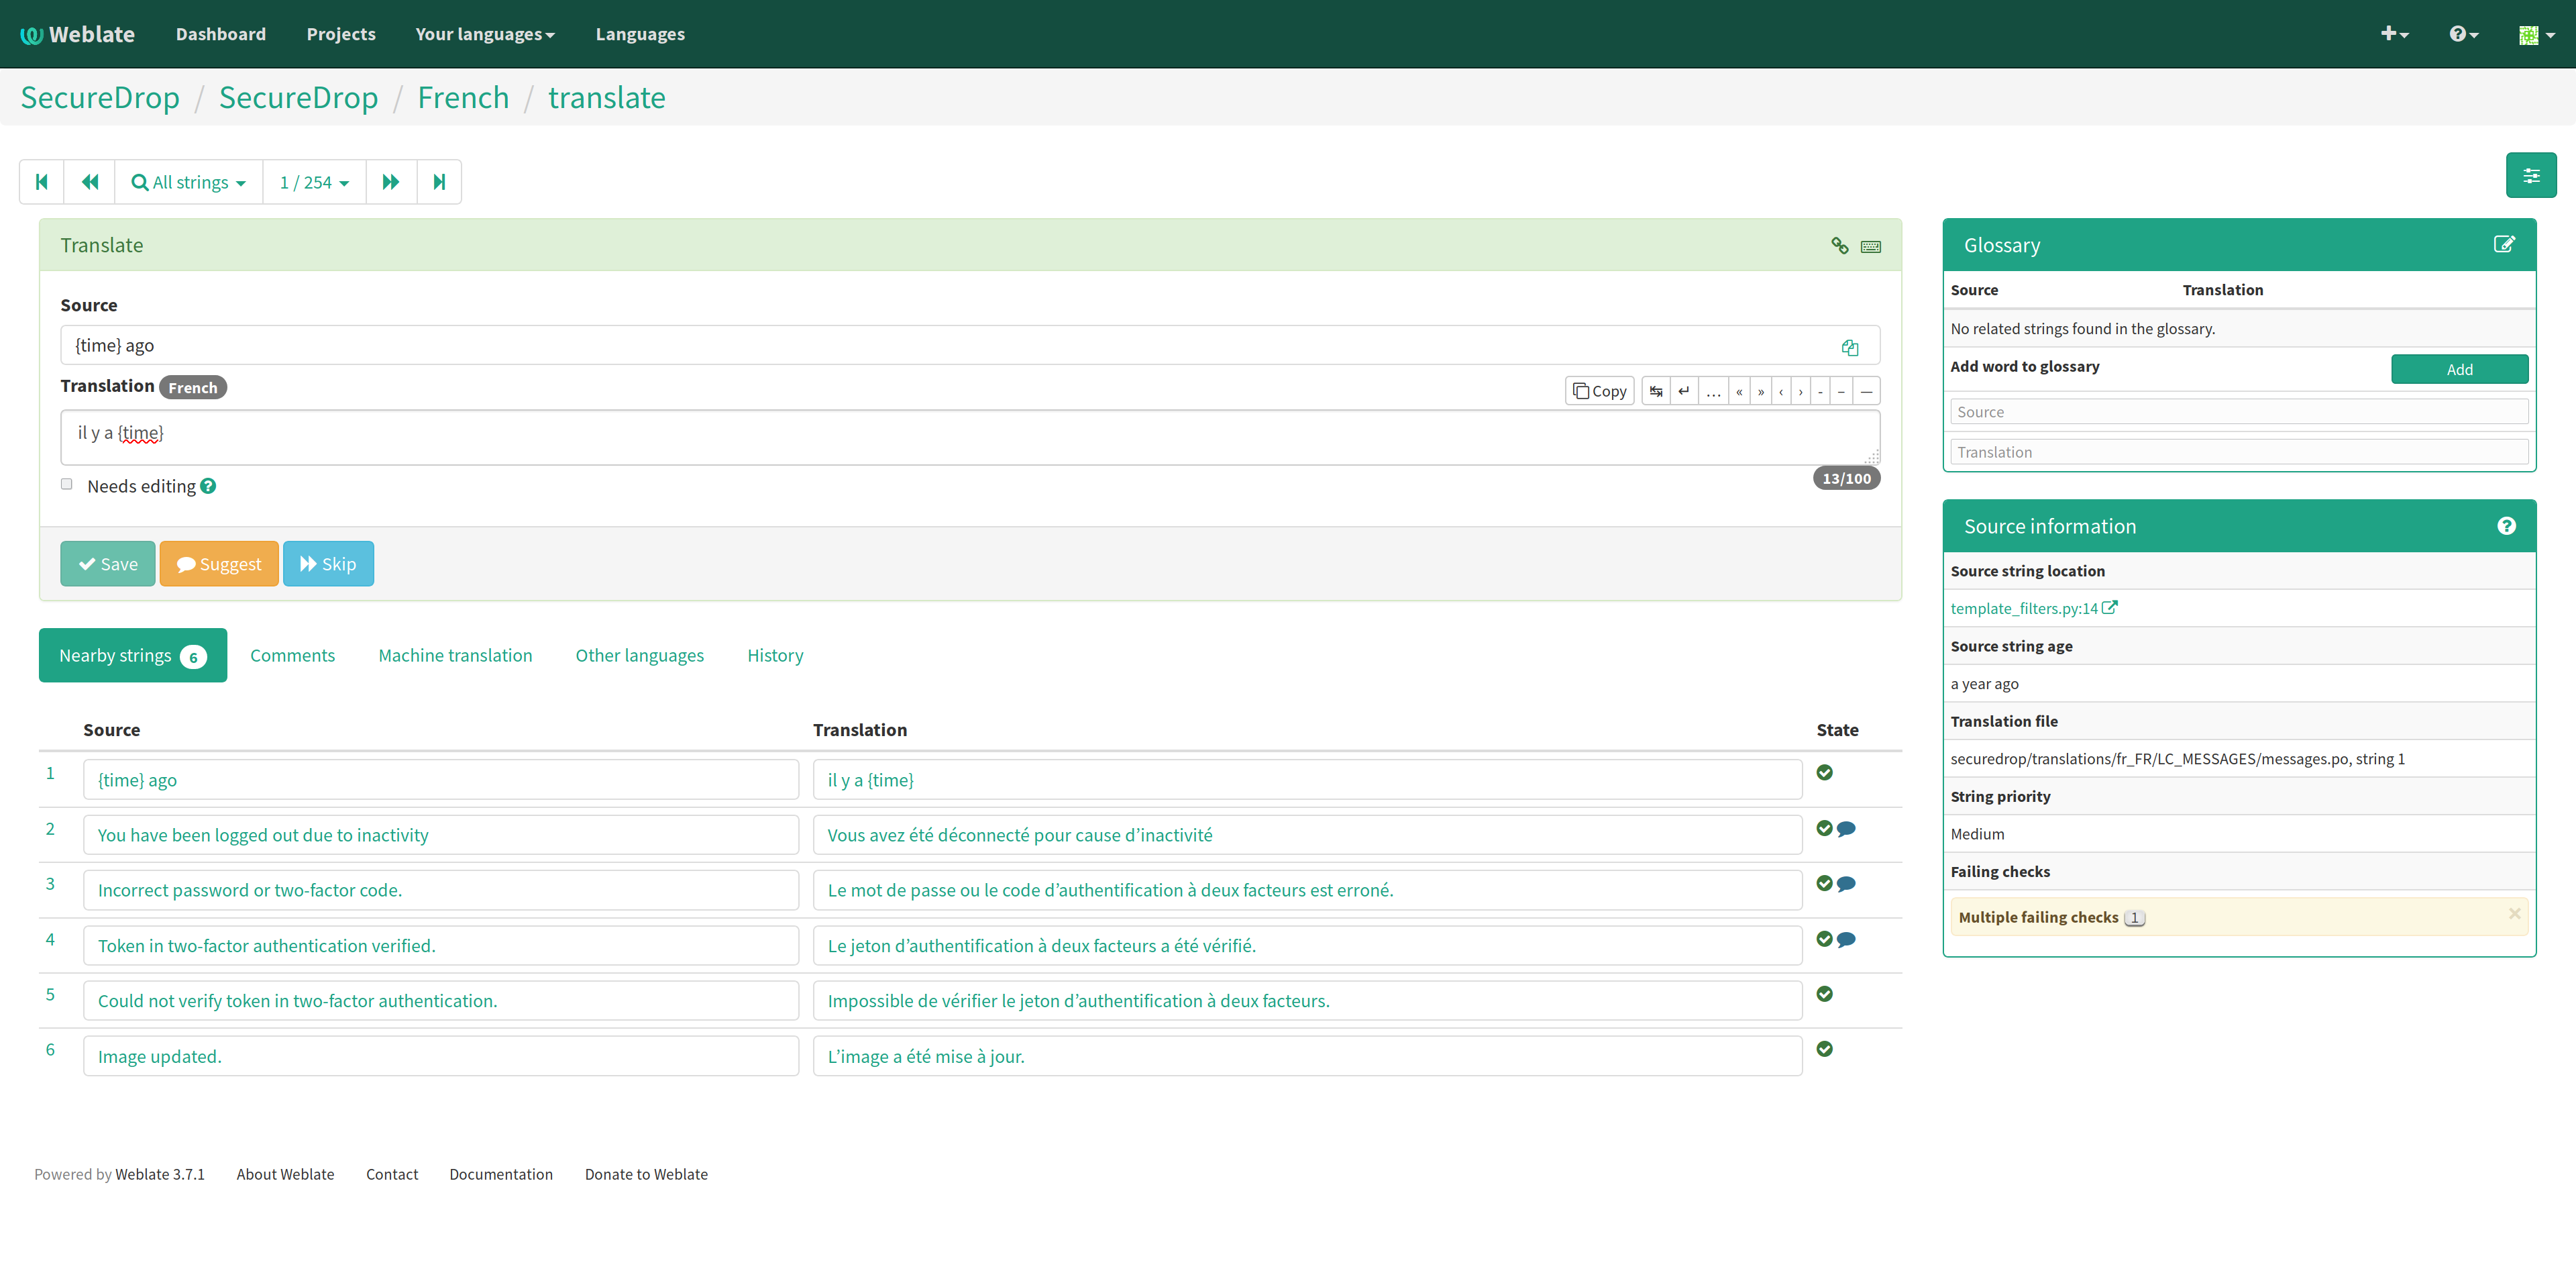 Weblate Dashboard Projects Your languages Languages
SecureDrop / SecureDrop / French / translate
All strings 1 / 254
Translate
Source
{time} ago
Translation French
Copy … « » ‹ › - – —
il y a {time}
13/100
Needs editing
Save Suggest Skip
Nearby strings 6 Comments Machine translation Other languages History
Source Translation State
1 {time} ago il y a {time}
2 You have been logged out due to inactivity Vous avez été déconnecté pour cause d’inactivité
3 Incorrect password or two-factor code. Le mot de passe ou le code d’authentification à deux facteurs est erroné.
4 Token in two-factor authentication verified. Le jeton d’authentification à deux facteurs a été vérifié.
5 Could not verify token in two-factor authentication. Impossible de vérifier le jeton d’authentification à deux facteurs.
6 Image updated. L’image a été mise à jour.
Glossary
Source Translation
No related strings found in the glossary.
Add word to glossary Add
Source
Translation
Source information
Source string location
template_filters.py:14
Source string age
a year ago
Translation file
securedrop/translations/fr_FR/LC_MESSAGES/messages.po, string 1
String priority
Medium
Failing checks
Multiple failing checks 1
Powered by Weblate 3.7.1 About Weblate Contact Documentation Donate to Weblate